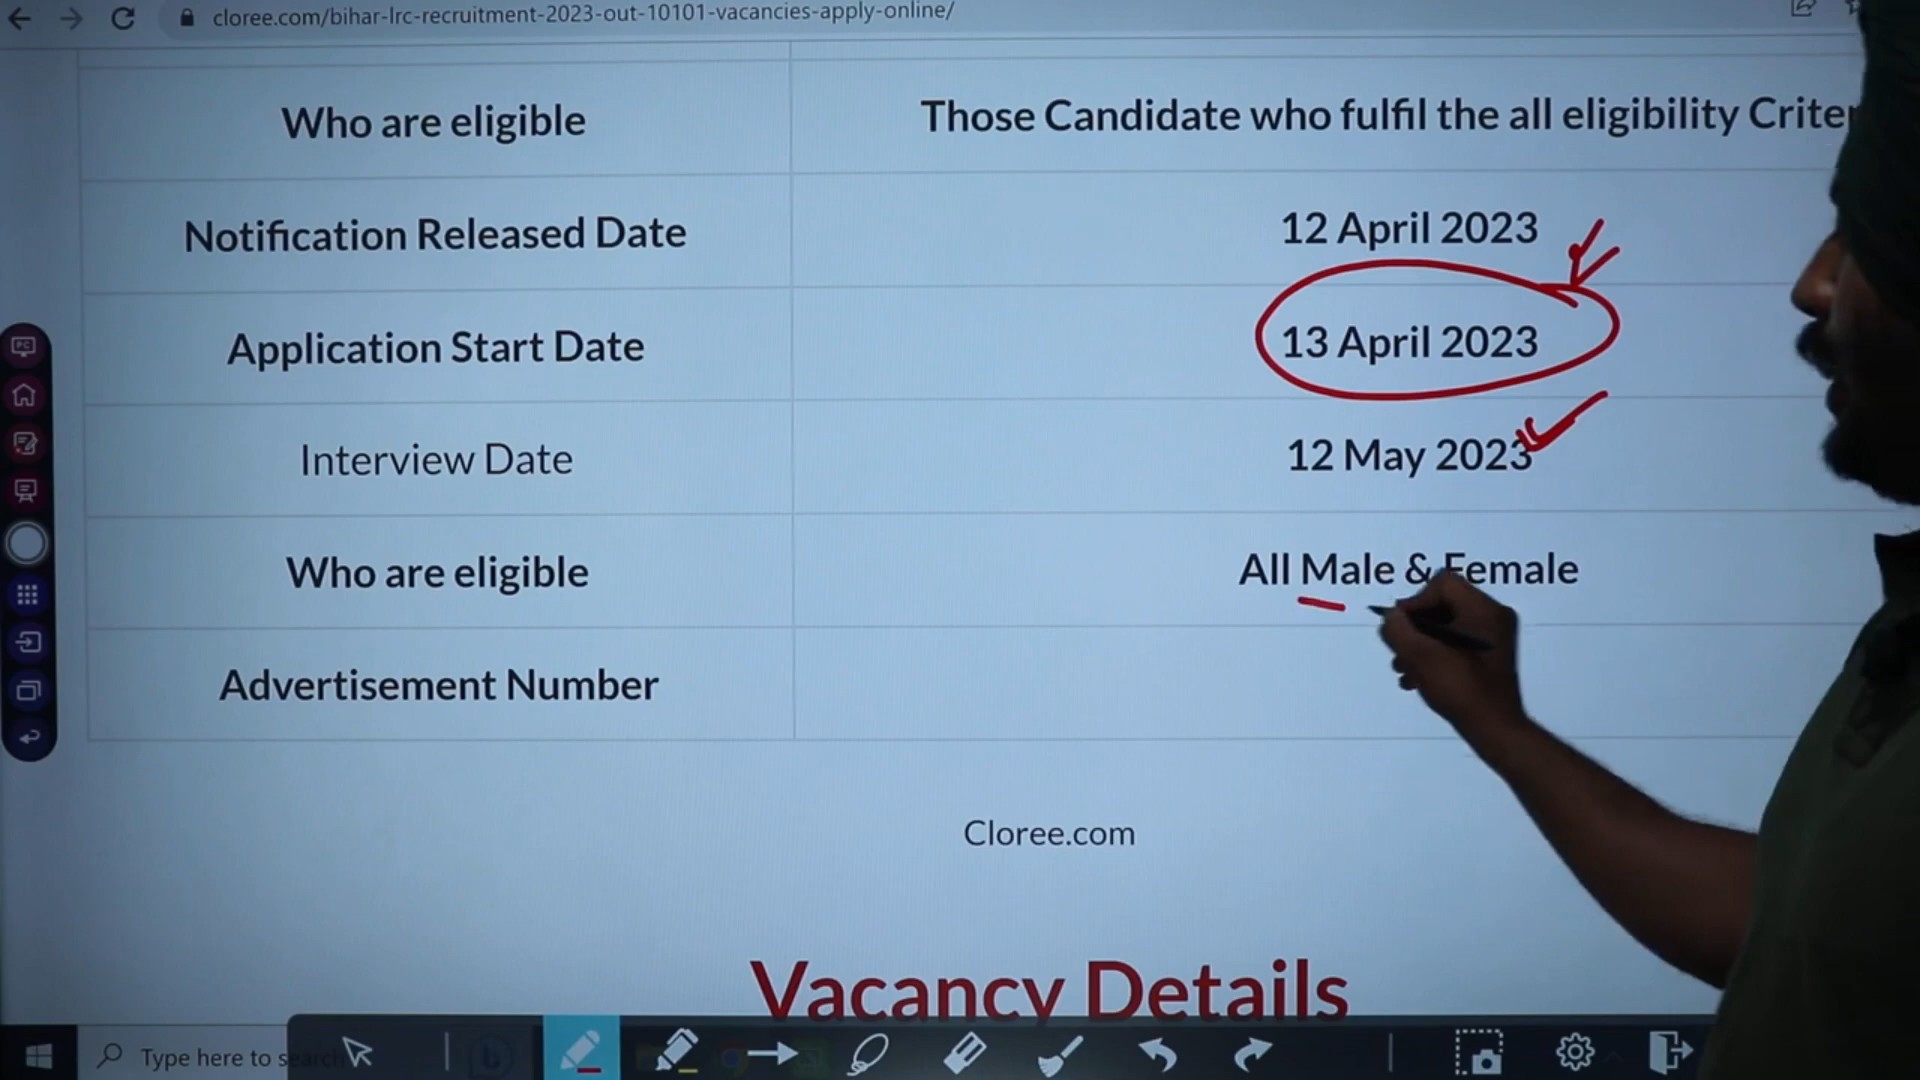 cloree.com/bihar-lrc-recruitment-2023-out-10101-vacancies-apply-online/
Who are eligible
Those Candidate who fulfil the all eligibility
Notification Released Date
12 April 2023
Application Start Date
13 April 2023
Interview Date
12 May 2023
Who are eligible
All Male & Female
Advertisement Number
Cloree.com
Vacancy Details
Type here to search
PC